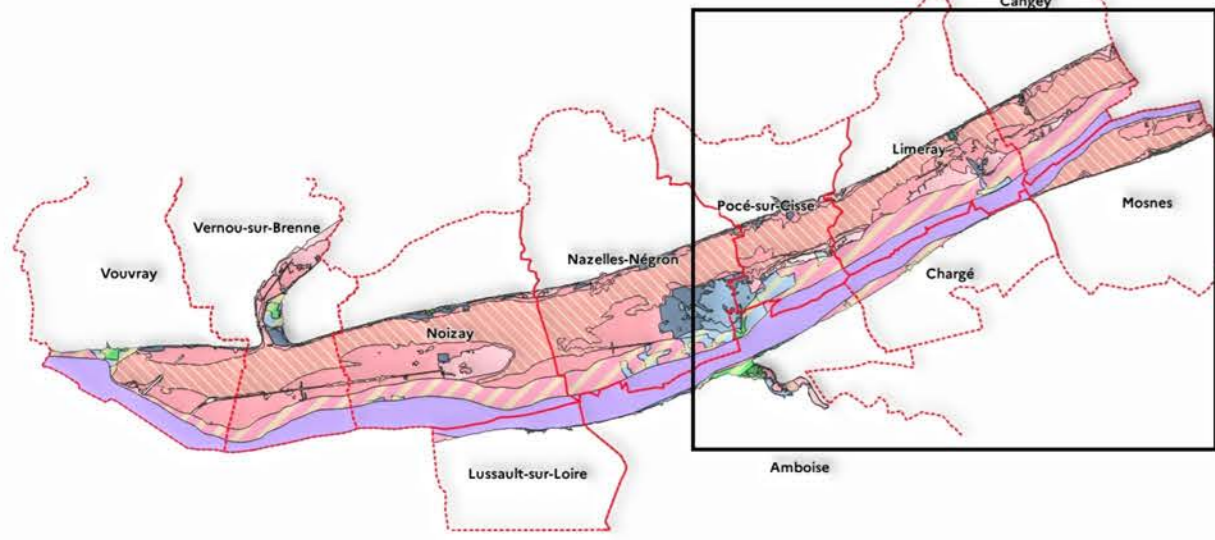 Cangey
Limeray
Mosnes
Pocé-sur-Cisse
Vernou-sur-Brenne
Nazelles-Négron
Vouvray
Chargé
Noizay
Amboise
Lussault-sur-Loire